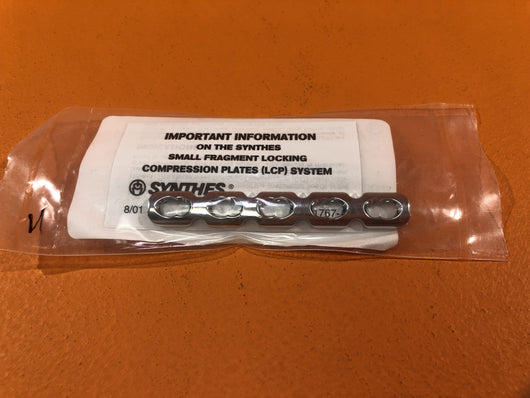 IMPORTANT INFORMATION
ON THE SYNTHES
SMALL FRAGMENT LOCKING
COMPRESSION PLATES (LCP) SYSTEM
SYNTHES®
8/01